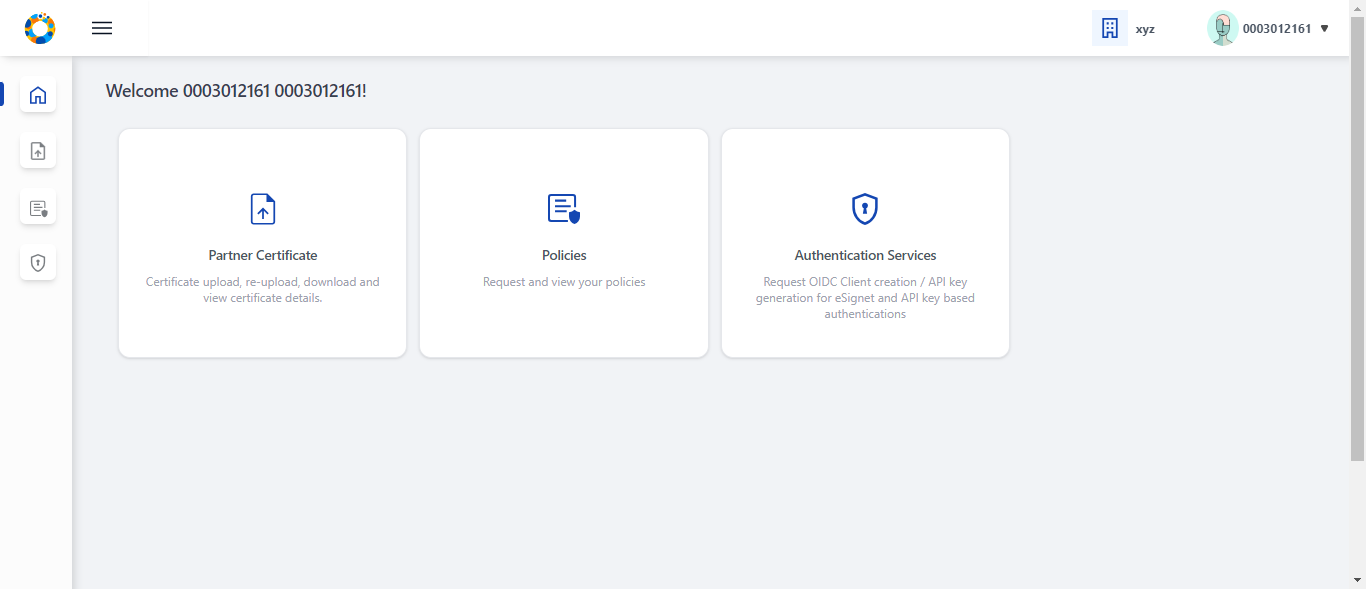 xyz
0003012161
Welcome 0003012161 0003012161!
Partner Certificate
Certificate upload, re-upload, download and
view certificate details.
Policies
Request and view your policies
Authentication Services
Request OIDC Client creation / API key
generation for eSignet and API key based
authentications